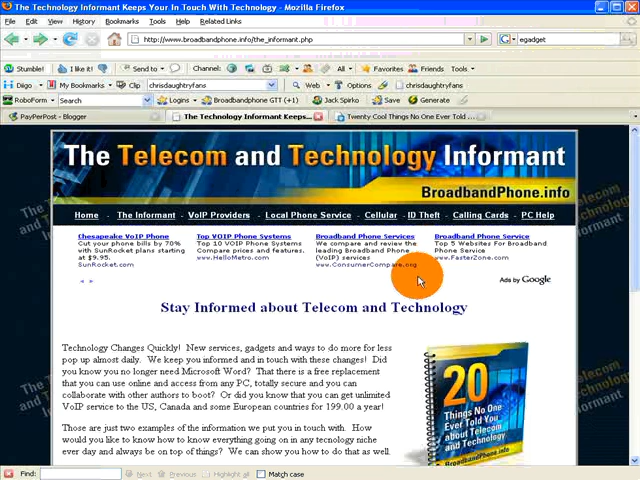 The Technology Informant Keeps Your In Touch With Technology - Mozilla Firefox
File Edit View History Bookmarks Tools Help Related Links
http://www.broadbandphone.info/the_informant.php
egadget
Stumble! I like it! Send to Channel: All Favorites Friends Tools
Diigo My Bookmarks Call it chrisdaughtryfans Web Options chrisdaughtryfans
RoboForm Search Logins Broadbandphone GTT (+1) Jack Spirko Save Generate
PayPerPost - Blogger The Technology Informant Keeps... Twenty Cool Things No One Ever Told ...
The Telecom and Technology Informant
BroadbandPhone.info
Home - The Informant - VoIP Providers - Local Phone Service - Cellular - ID Theft - Calling Cards - PC Help
Chesapeake VoIP Phone
Cut your phone bills by 70%
with SunRocket plans starting
at $9.95.
SunRocket.com
Top VOIP Phone Systems
Top 10 VOIP Phone Systems
Compare prices and features.
www.HelloMetro.com
Broadband Phone Services
We compare and review the
leading Broadband Phone
(VoIP) services
www.ConsumerCompare.org
Broadband Phone Service
Top 5 Websites For Broadband
Phone Service
www.FasterZone.com
Ads by Google
Stay Informed about Telecom and Technology
Technology Changes Quickly! New services, gadgets and ways to do more for less
pop up almost daily. We keep you informed and in touch with these changes! Did
you know you no longer need Microsoft Word? That there is a free replacement
that you can use online and access from any PC, totally secure and you can
collaborate with other authors to boot? Or did you know that you can get unlimited
VoIP service to the US, Canada and some European countries for 199.00 a year!
Those are just two examples of the information we put you in touch with. How
would you like to know how to know everything going on in any tecnology niche
ever day and always be on top of things? We can show you how to do that as well.
20
Things No One
Ever Told You
about Telecom
and Technology
BroadbandPhone.info
Find: Next Previous Highlight all Match case